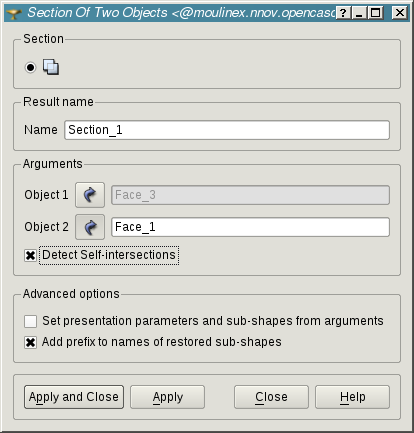 Section Of Two Objects <@moulinex.nnov.opencasc
Section
Result name
Name Section_1
Arguments
Object 1 Face_3
Object 2 Face_1
Detect Self-intersections
Advanced options
Set presentation parameters and sub-shapes from arguments
Add prefix to names of restored sub-shapes
Apply and Close Apply Close Help